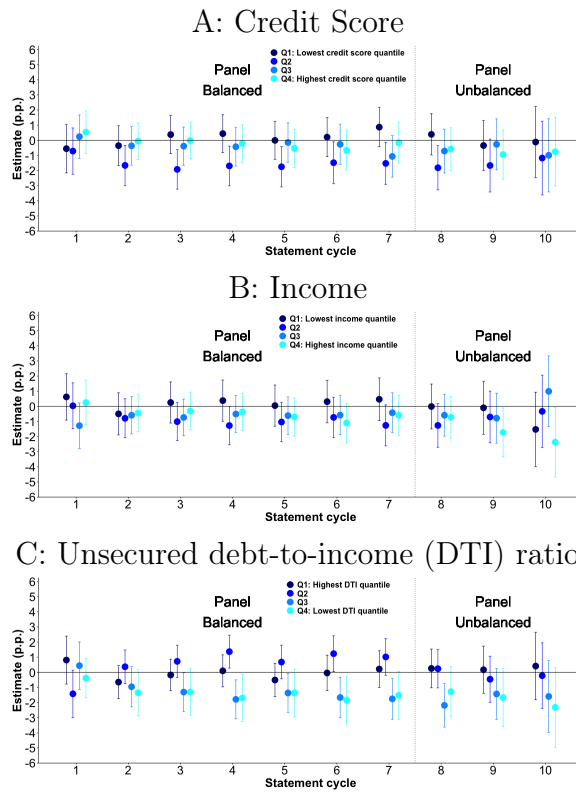 A: Credit Score
Q1: Lowest credit score quantile
Q2
Q3
Q4: Highest credit score quantile
Panel
Balanced
Panel
Unbalanced
Estimate (p.p.)
6
5
4
3
2
1
0
-1
-2
-3
-4
-5
-6
1 2 3 4 5 6 7 8 9 10
Statement cycle
B: Income
Q1: Lowest income quantile
Q2
Q3
Q4: Highest income quantile
Panel
Balanced
Panel
Unbalanced
Estimate (p.p.)
6
5
4
3
2
1
0
-1
-2
-3
-4
-5
-6
1 2 3 4 5 6 7 8 9 10
Statement cycle
C: Unsecured debt-to-income (DTI) ratio
Q1: Highest DTI quantile
Q2
Q3
Q4: Lowest DTI quantile
Panel
Balanced
Panel
Unbalanced
Estimate (p.p.)
6
5
4
3
2
1
0
-1
-2
-3
-4
-5
-6
1 2 3 4 5 6 7 8 9 10
Statement cycle